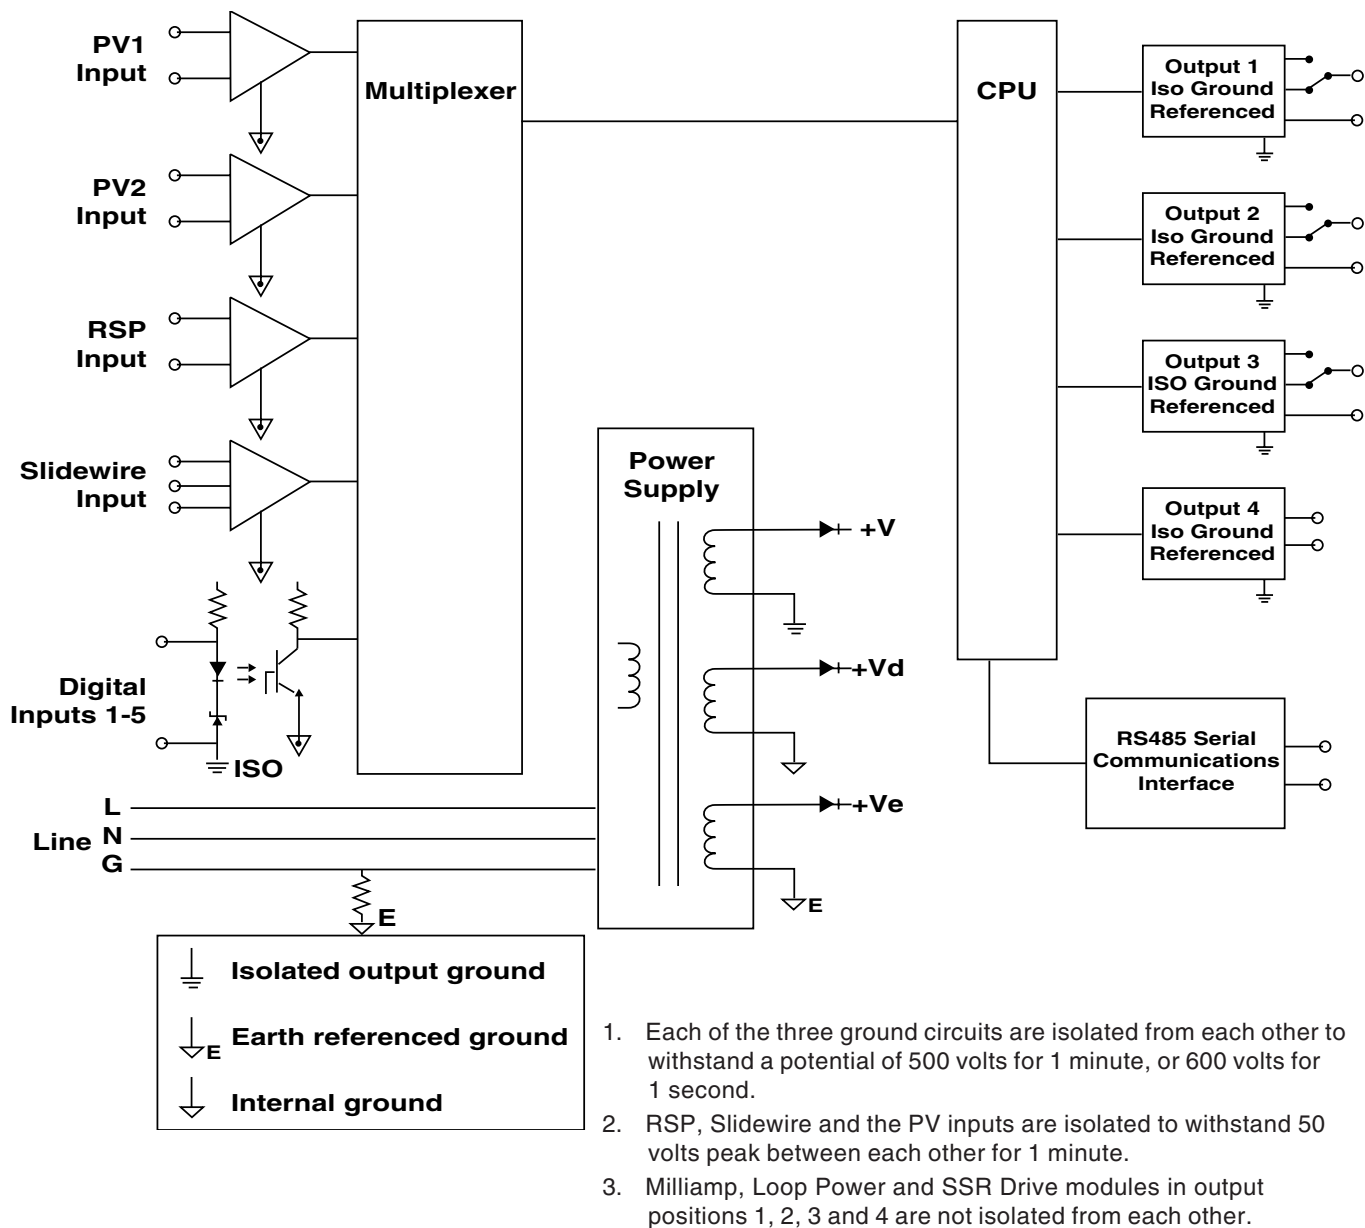 PV1
Input
Multiplexer
CPU
Output 1
Iso Ground
Referenced
PV2
Input
Output 2
Iso Ground
Referenced
RSP
Input
Output 3
ISO Ground
Referenced
Slidewire
Input
Power
Supply
+V
Output 4
Iso Ground
Referenced
Digital
Inputs 1-5
ISO
+Vd
RS485 Serial
Communications
Interface
+Ve
E
Line
L
N
G
E
Isolated output ground
E
Earth referenced ground
Internal ground
1. Each of the three ground circuits are isolated from each other to
withstand a potential of 500 volts for 1 minute, or 600 volts for
1 second.
2. RSP, Slidewire and the PV inputs are isolated to withstand 50
volts peak between each other for 1 minute.
3. Milliamp, Loop Power and SSR Drive modules in output
positions 1, 2, 3 and 4 are not isolated from each other.